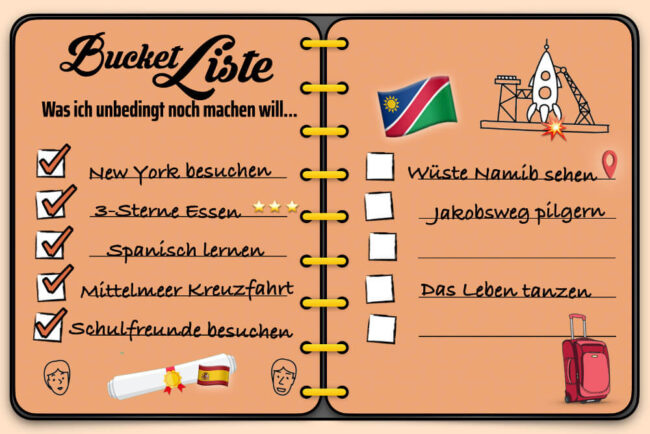 Bucket Liste
Was ich unbedingt noch machen will...
New York besuchen
3-Sterne Essen
Spanisch lernen
Mittelmeer Kreuzfahrt
Schulfreunde besuchen
Wüste Namib sehen
Jakobsweg pilgern
Das Leben tanzen